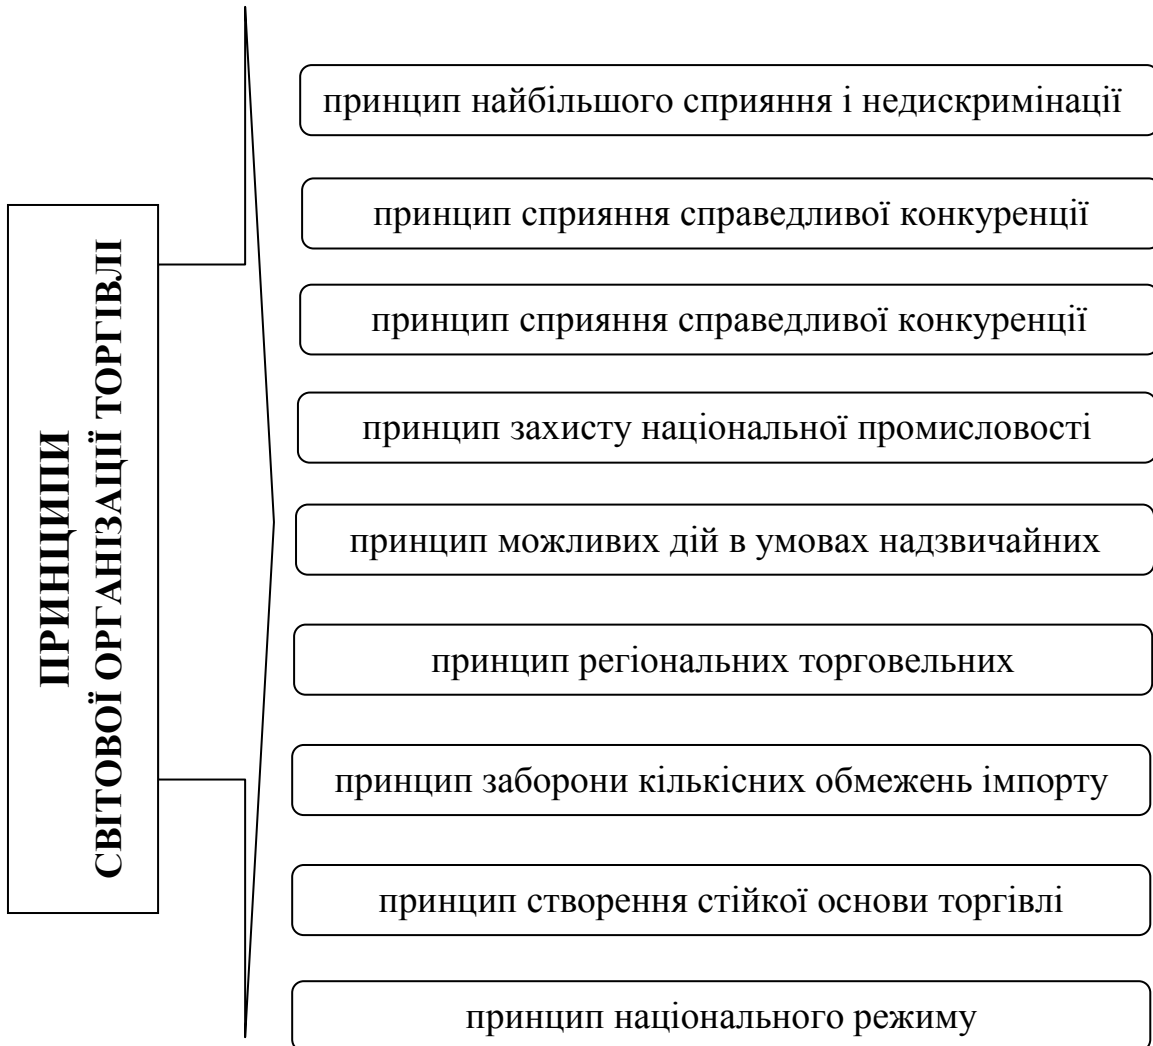 ПРИНЦИПИ
СВІТОВОЇ ОРГАНІЗАЦІЇ ТОРГІВЛІ
принцип найбільшого сприяння і недискримінації
принцип сприяння справедливої конкуренції
принцип сприяння справедливої конкуренції
принцип захисту національної промисловості
принцип можливих дій в умовах надзвичайних
принцип регіональних торговельних
принцип заборони кількісних обмежень імпорту
принцип створення стійкої основи торгівлі
принцип національного режиму